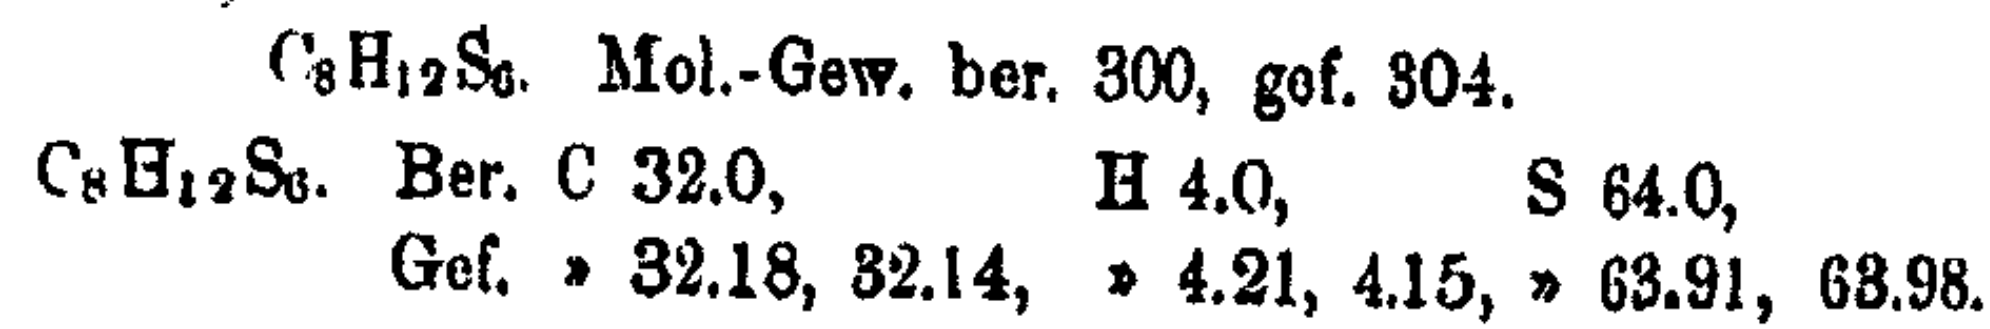 C₈H₁₂S₆. Mol.-Gew. ber. 300, gef. 304.
C₈H₁₂S₆. Ber. C 32.0, H 4.0, S 64.0,
Gef. » 32.18, 32.14, » 4.21, 4.15, » 63.91, 63.98.